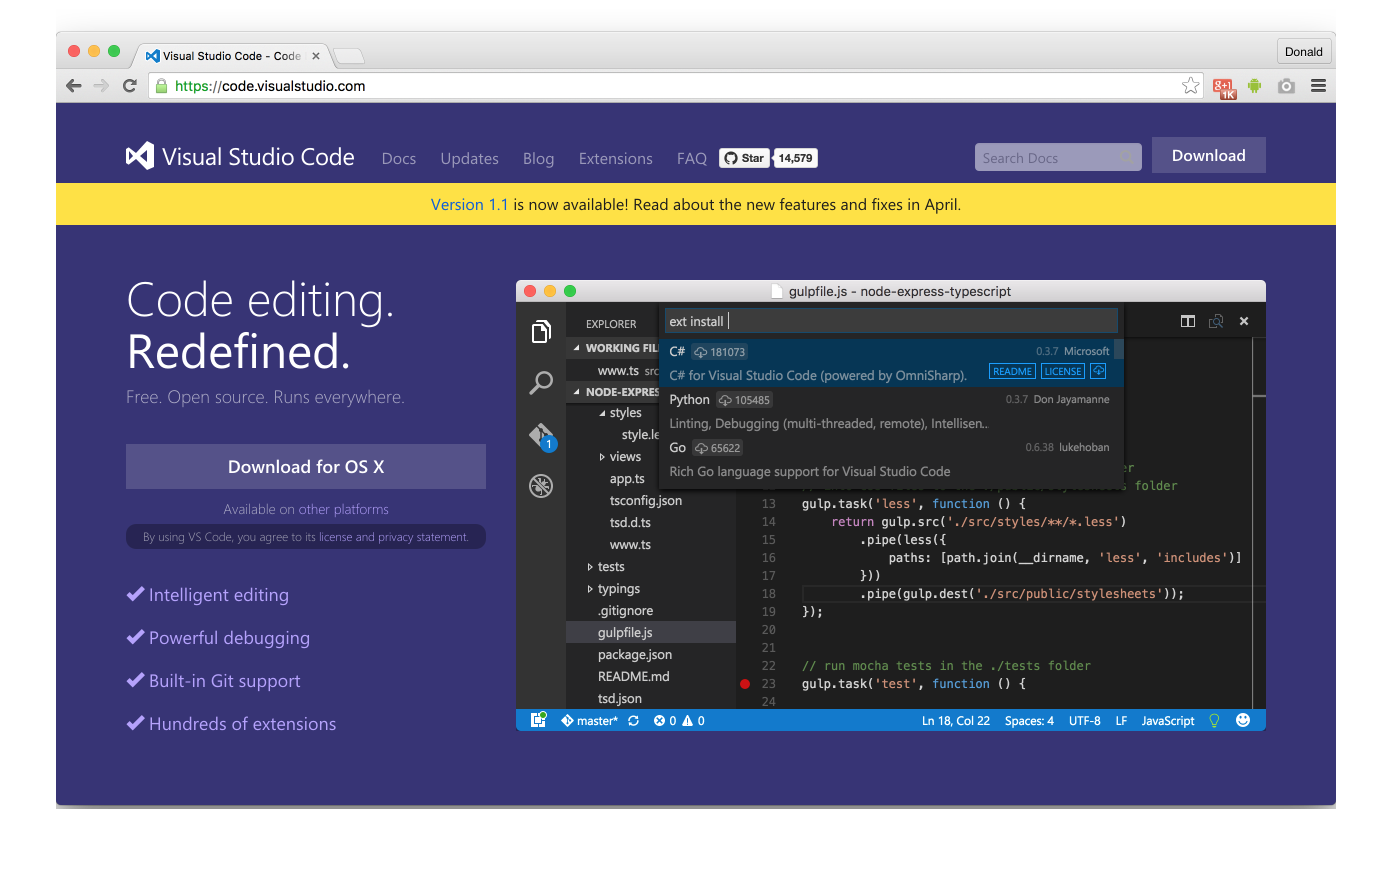 Visual Studio Code - Code
Donald
https://code.visualstudio.com
g+1
1K
Visual Studio Code
Docs
Updates
Blog
Extensions
FAQ
Star
14,579
Search Docs
Download
Version 1.1 is now available! Read about the new features and fixes in April.
Code editing.
Redefined.
Free. Open source. Runs everywhere.
Download for OS X
Available on other platforms
By using VS Code, you agree to its license and privacy statement.
Intelligent editing
Powerful debugging
Built-in Git support
Hundreds of extensions
gulpfile.js - node-express-typescript
1
EXPLORER
WORKING FIL
www.ts src
NODE-EXPRES
styles
style.le
views
app.ts
tsconfig.json
tsd.d.ts
www.ts
tests
typings
.gitignore
gulpfile.js
package.json
README.md
tsd.json
ext install
C# 181073 0.3.7 Microsoft
C# for Visual Studio Code (powered by OmniSharp). README LICENSE
Python 105485 0.3.7 Don Jayamanne
Linting, Debugging (multi-threaded, remote), Intellisen...
Go 65622 0.6.38 lukehoban
Rich Go language support for Visual Studio Code
folder
13 gulp.task('less', function () {
14 return gulp.src('./src/styles/**/*.less')
15 .pipe(less({
16 paths: [path.join(__dirname, 'less', 'includes')]
17 }))
18 .pipe(gulp.dest('./src/public/stylesheets'));
19 });
20
21
22 // run mocha tests in the ./tests folder
23 gulp.task('test', function () {
24
master* 0 0 Ln 18, Col 22 Spaces: 4 UTF-8 LF JavaScript